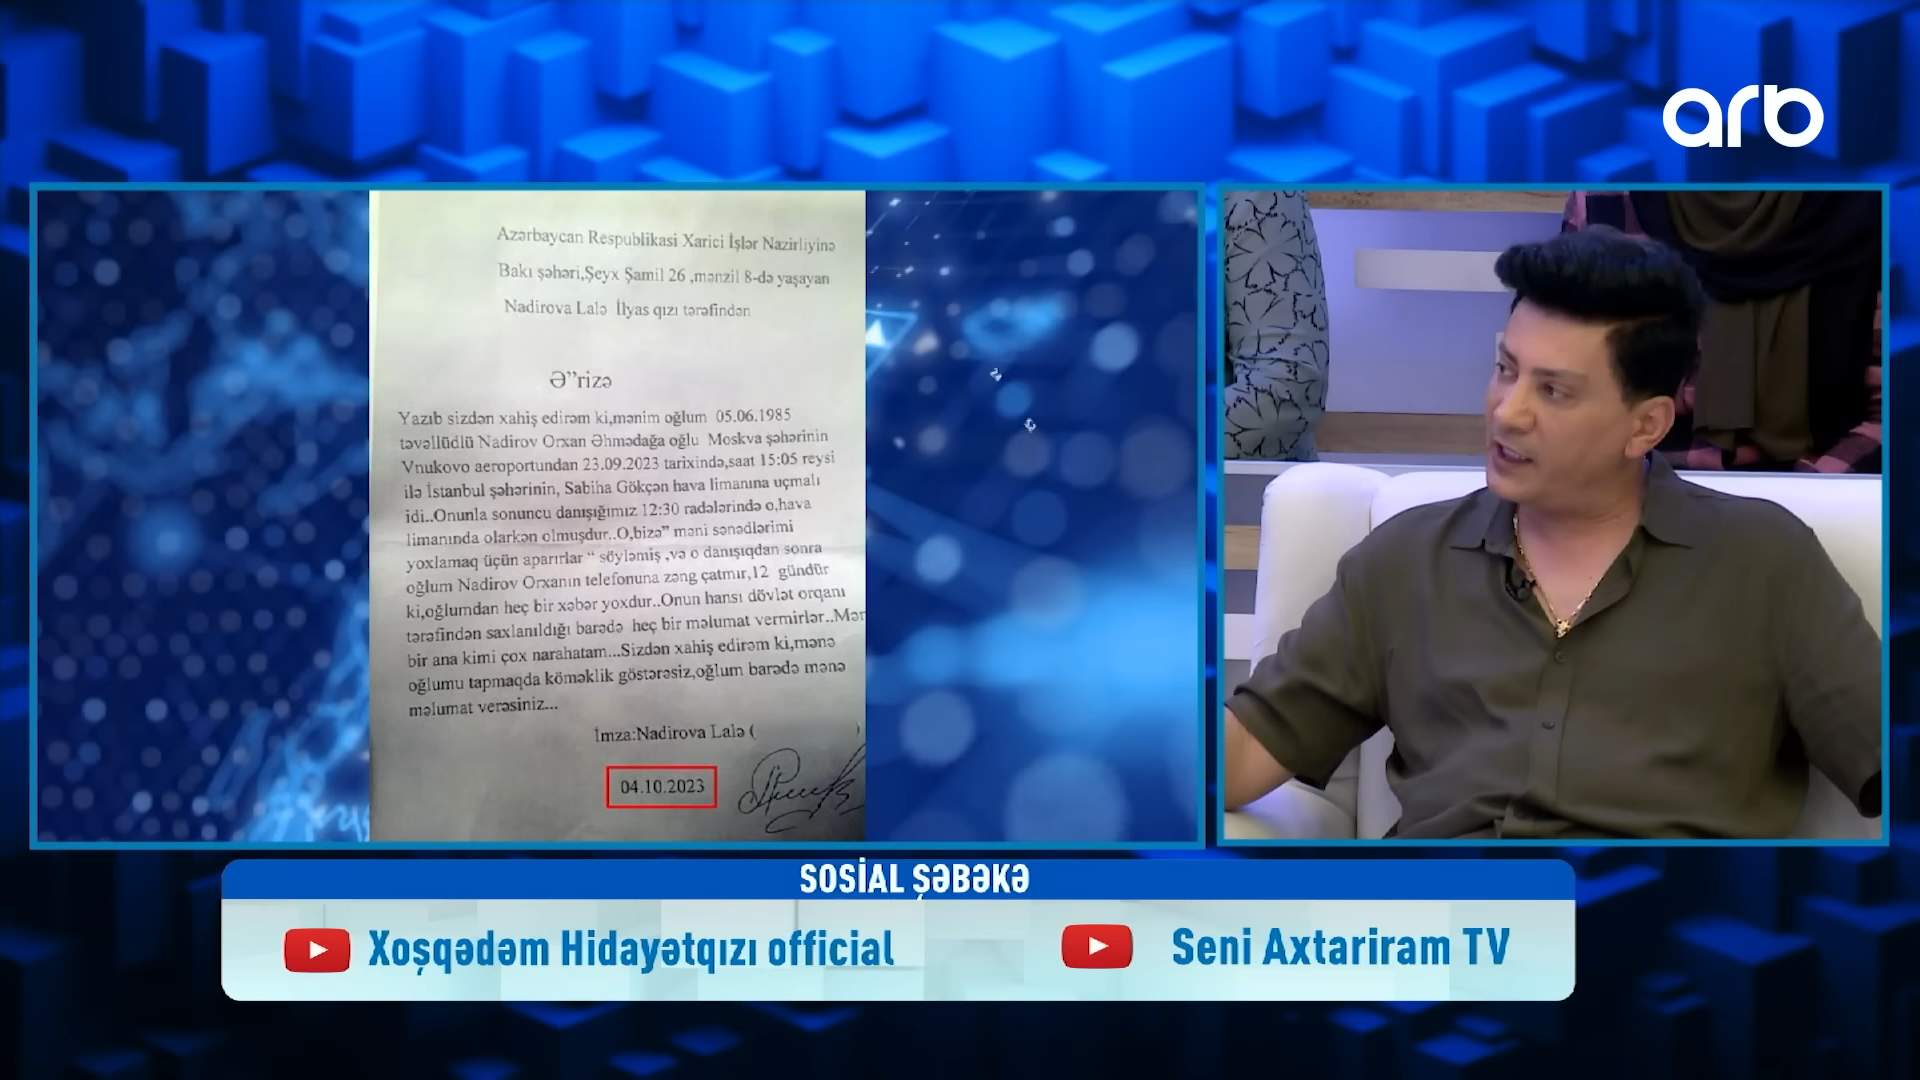 arb
Azərbaycan Respublikasi Xarici İşlər Nazirliyinə
Bakı şəhəri,Şeyx Şamil 26 ,mənzil 8-də yaşayan
Nadirova Lalə İlyas qızı tərəfindən
Ə”rizə
Yazıb sizdən xahiş edirəm ki,mənim oğlum 05.06.1985
təvəllüdlü Nadirov Orxan Əhmədağa oğlu Moskva şəhərinin
Vnukovo aeroportundan 23.09.2023 tarixində,saat 15:05 reysi
ilə İstanbul şəhərinin, Sabiha Gökçən hava limanına uçmalı
idi..Onunla sonuncu danışığımız 12:30 radələrində o,hava
limanında olarkən olmuşdur..O,bizə” məni sənədlərimi
yoxlamaq üçün aparırlar “ söyləmiş ,və o danışıqdan sonra
oğlum Nadirov Orxanın telefonuna zəng çatmır,12 gündür
ki,oğlumdan heç bir xəbər yoxdur..Onun hansı dövlət orqanı
tərəfindən saxlanıldığı barədə heç bir məlumat vermirlər..Mən
bir ana kimi çox narahatam...Sizdən xahiş edirəm ki,mənə
oğlumu tapmaqda köməklik göstərəsiz,oğlum barədə mənə
məlumat verəsiniz...
İmza:Nadirova Lalə ( )
04.10.2023
SOSİAL ŞƏBƏKƏ
Xoşqədəm Hidayətqızı official
Seni Axtariram TV